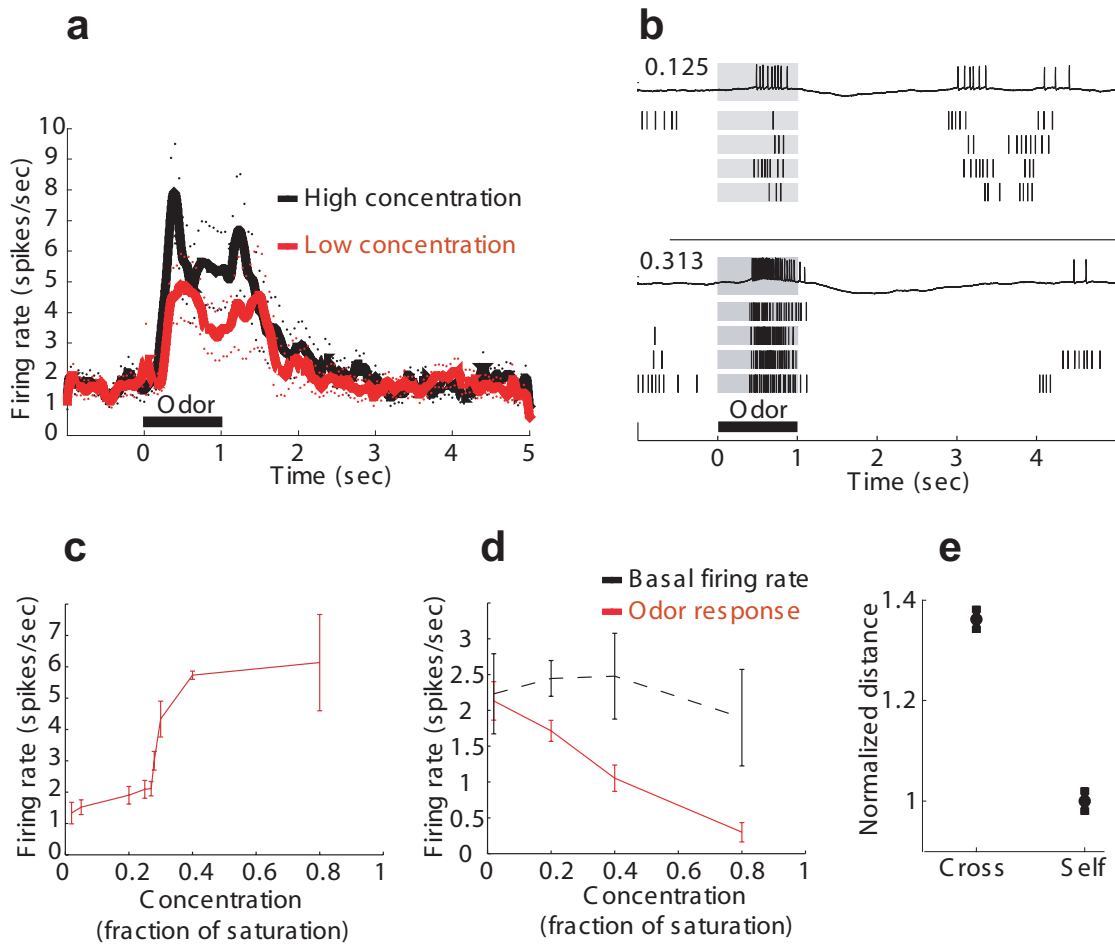 a
10
9
8
7
6
5
4
3
2
1
0
Firing rate (spikes/sec)
High concentration
Low concentration
Odor
0 1 2 3 4 5
Time (sec)
b
0.125
0.313
Odor
0 1 2 3 4
Time (sec)
c
7
6
5
4
3
2
1
0
Firing rate (spikes/sec)
0 0.2 0.4 0.6 0.8 1
Concentration
(fraction of saturation)
d
Basal firing rate
Odor response
3
2.5
2
1.5
1
0.5
0
Firing rate (spikes/sec)
0 0.2 0.4 0.6 0.8 1
Concentration
(fraction of saturation)
e
1.4
1.2
1
Normalized distance
Cross Self